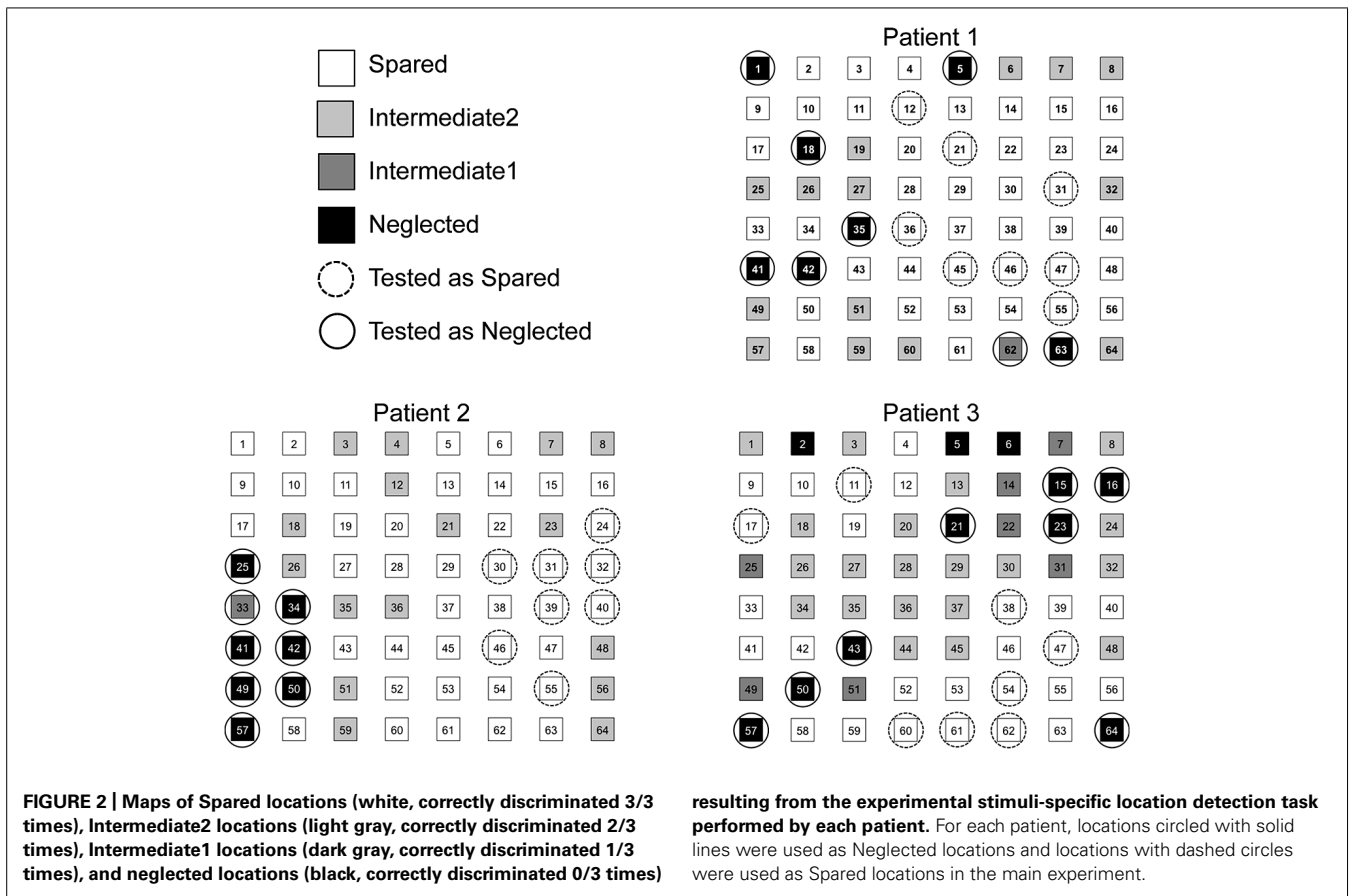 Spared
Intermediate2
Intermediate1
Neglected
Tested as Spared
Tested as Neglected
Patient 1
1 2 3 4 5 6 7 8
9 10 11 12 13 14 15 16
17 18 19 20 21 22 23 24
25 26 27 28 29 30 31 32
33 34 35 36 37 38 39 40
41 42 43 44 45 46 47 48
49 50 51 52 53 54 55 56
57 58 59 60 61 62 63 64
Patient 2
1 2 3 4 5 6 7 8
9 10 11 12 13 14 15 16
17 18 19 20 21 22 23 24
25 26 27 28 29 30 31 32
33 34 35 36 37 38 39 40
41 42 43 44 45 46 47 48
49 50 51 52 53 54 55 56
57 58 59 60 61 62 63 64
Patient 3
1 2 3 4 5 6 7 8
9 10 11 12 13 14 15 16
17 18 19 20 21 22 23 24
25 26 27 28 29 30 31 32
33 34 35 36 37 38 39 40
41 42 43 44 45 46 47 48
49 50 51 52 53 54 55 56
57 58 59 60 61 62 63 64
FIGURE 2 | Maps of Spared locations (white, correctly discriminated 3/3
times), Intermediate2 locations (light gray, correctly discriminated 2/3
times), Intermediate1 locations (dark gray, correctly discriminated 1/3
times), and neglected locations (black, correctly discriminated 0/3 times)
resulting from the experimental stimuli-specific location detection task
performed by each patient. For each patient, locations circled with solid
lines were used as Neglected locations and locations with dashed circles
were used as Spared locations in the main experiment.